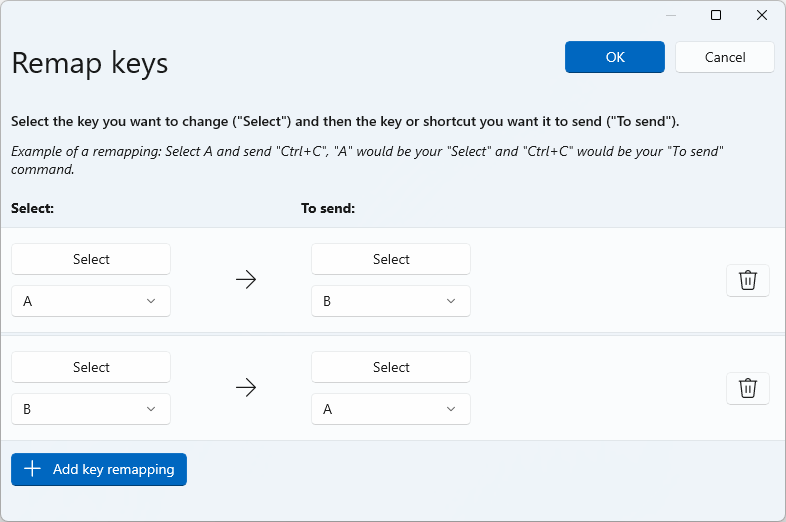 Remap keys
OK
Cancel
Select the key you want to change ("Select") and then the key or shortcut you want it to send ("To send").
Example of a remapping: Select A and send "Ctrl+C", "A" would be your "Select" and "Ctrl+C" would be your "To send"
command.
Select:
To send:
Select
Select
A
B
Select
Select
B
A
Add key remapping